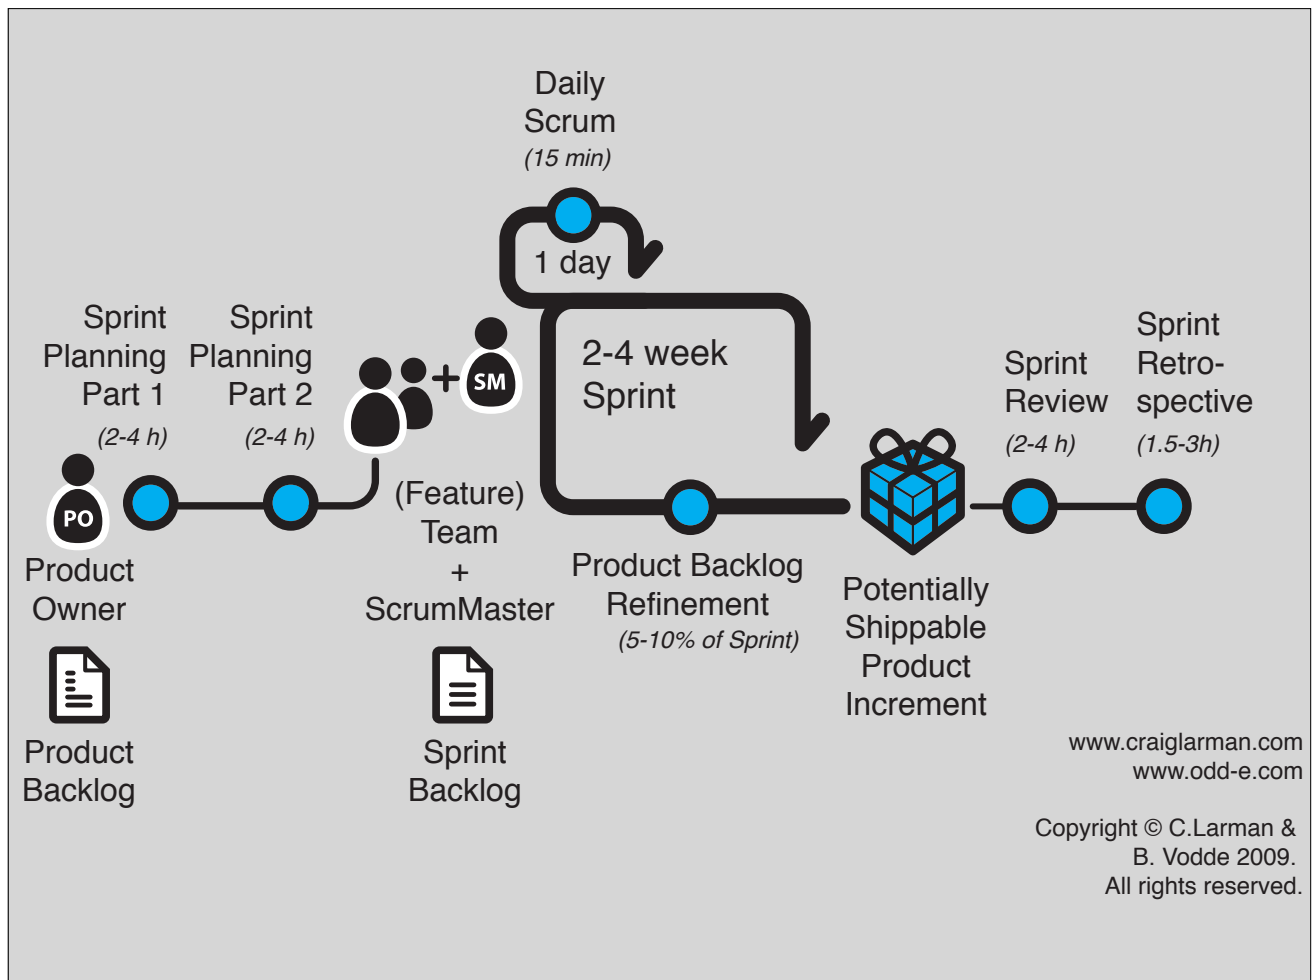 Daily
Scrum
(15 min)
1 day
Sprint
Planning
Part 1
(2-4 h)
Sprint
Planning
Part 2
(2-4 h)
SM
2-4 week
Sprint
Sprint
Review
(2-4 h)
Sprint
Retro-
spective
(1.5-3h)
PO
Product
Owner
(Feature)
Team
+
ScrumMaster
Product Backlog
Refinement
(5-10% of Sprint)
Potentially
Shippable
Product
Increment
Product
Backlog
Sprint
Backlog
www.craiglarman.com
www.odd-e.com
Copyright © C.Larman &
B. Vodde 2009.
All rights reserved.